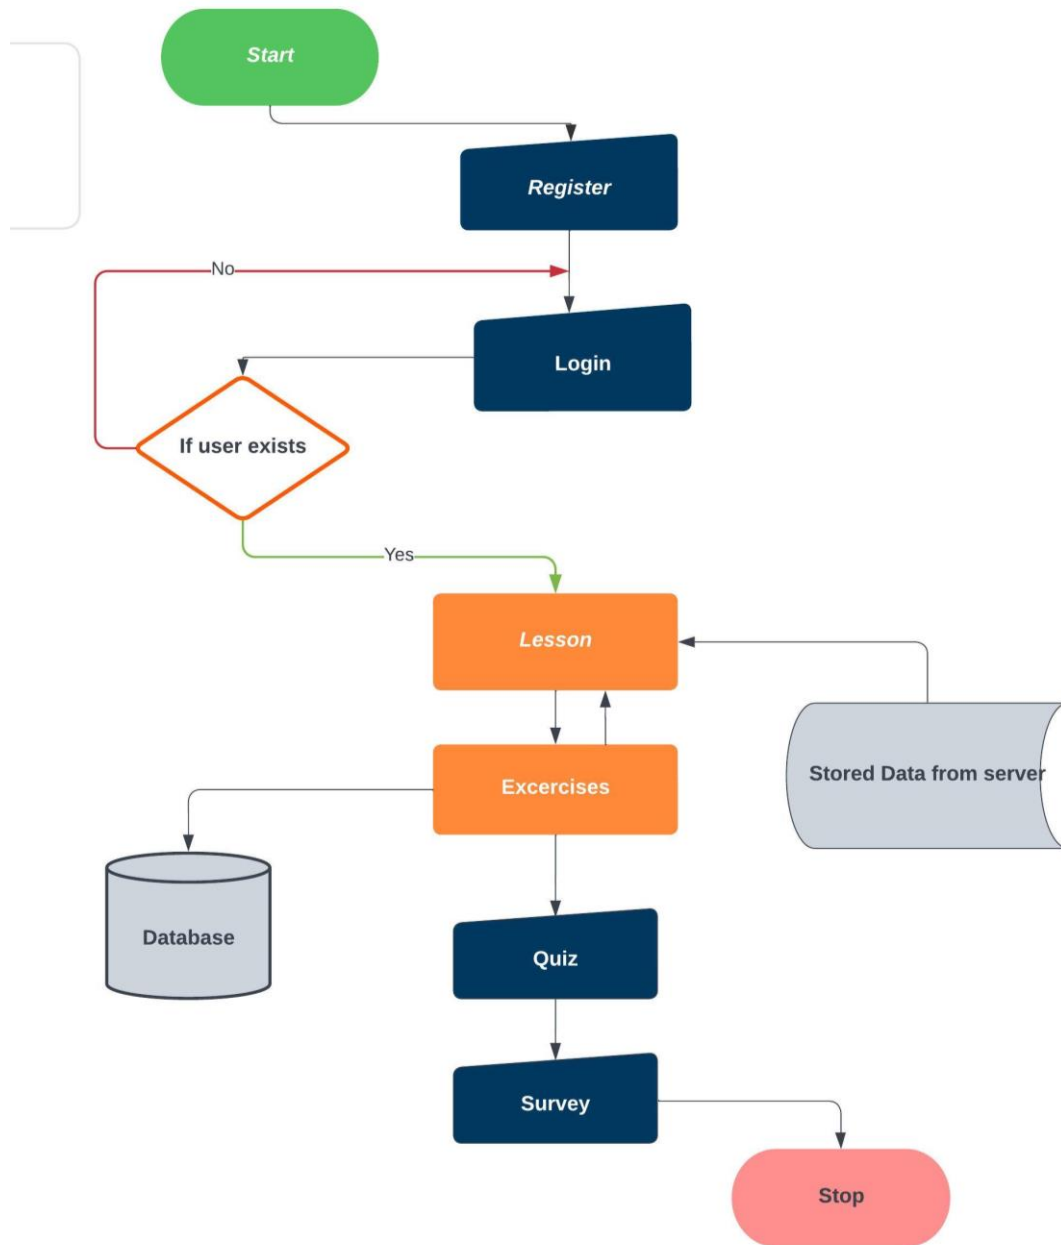 Start
Register
No
Login
If user exists
Yes
Lesson
Excercises
Stored Data from server
Database
Quiz
Survey
Stop